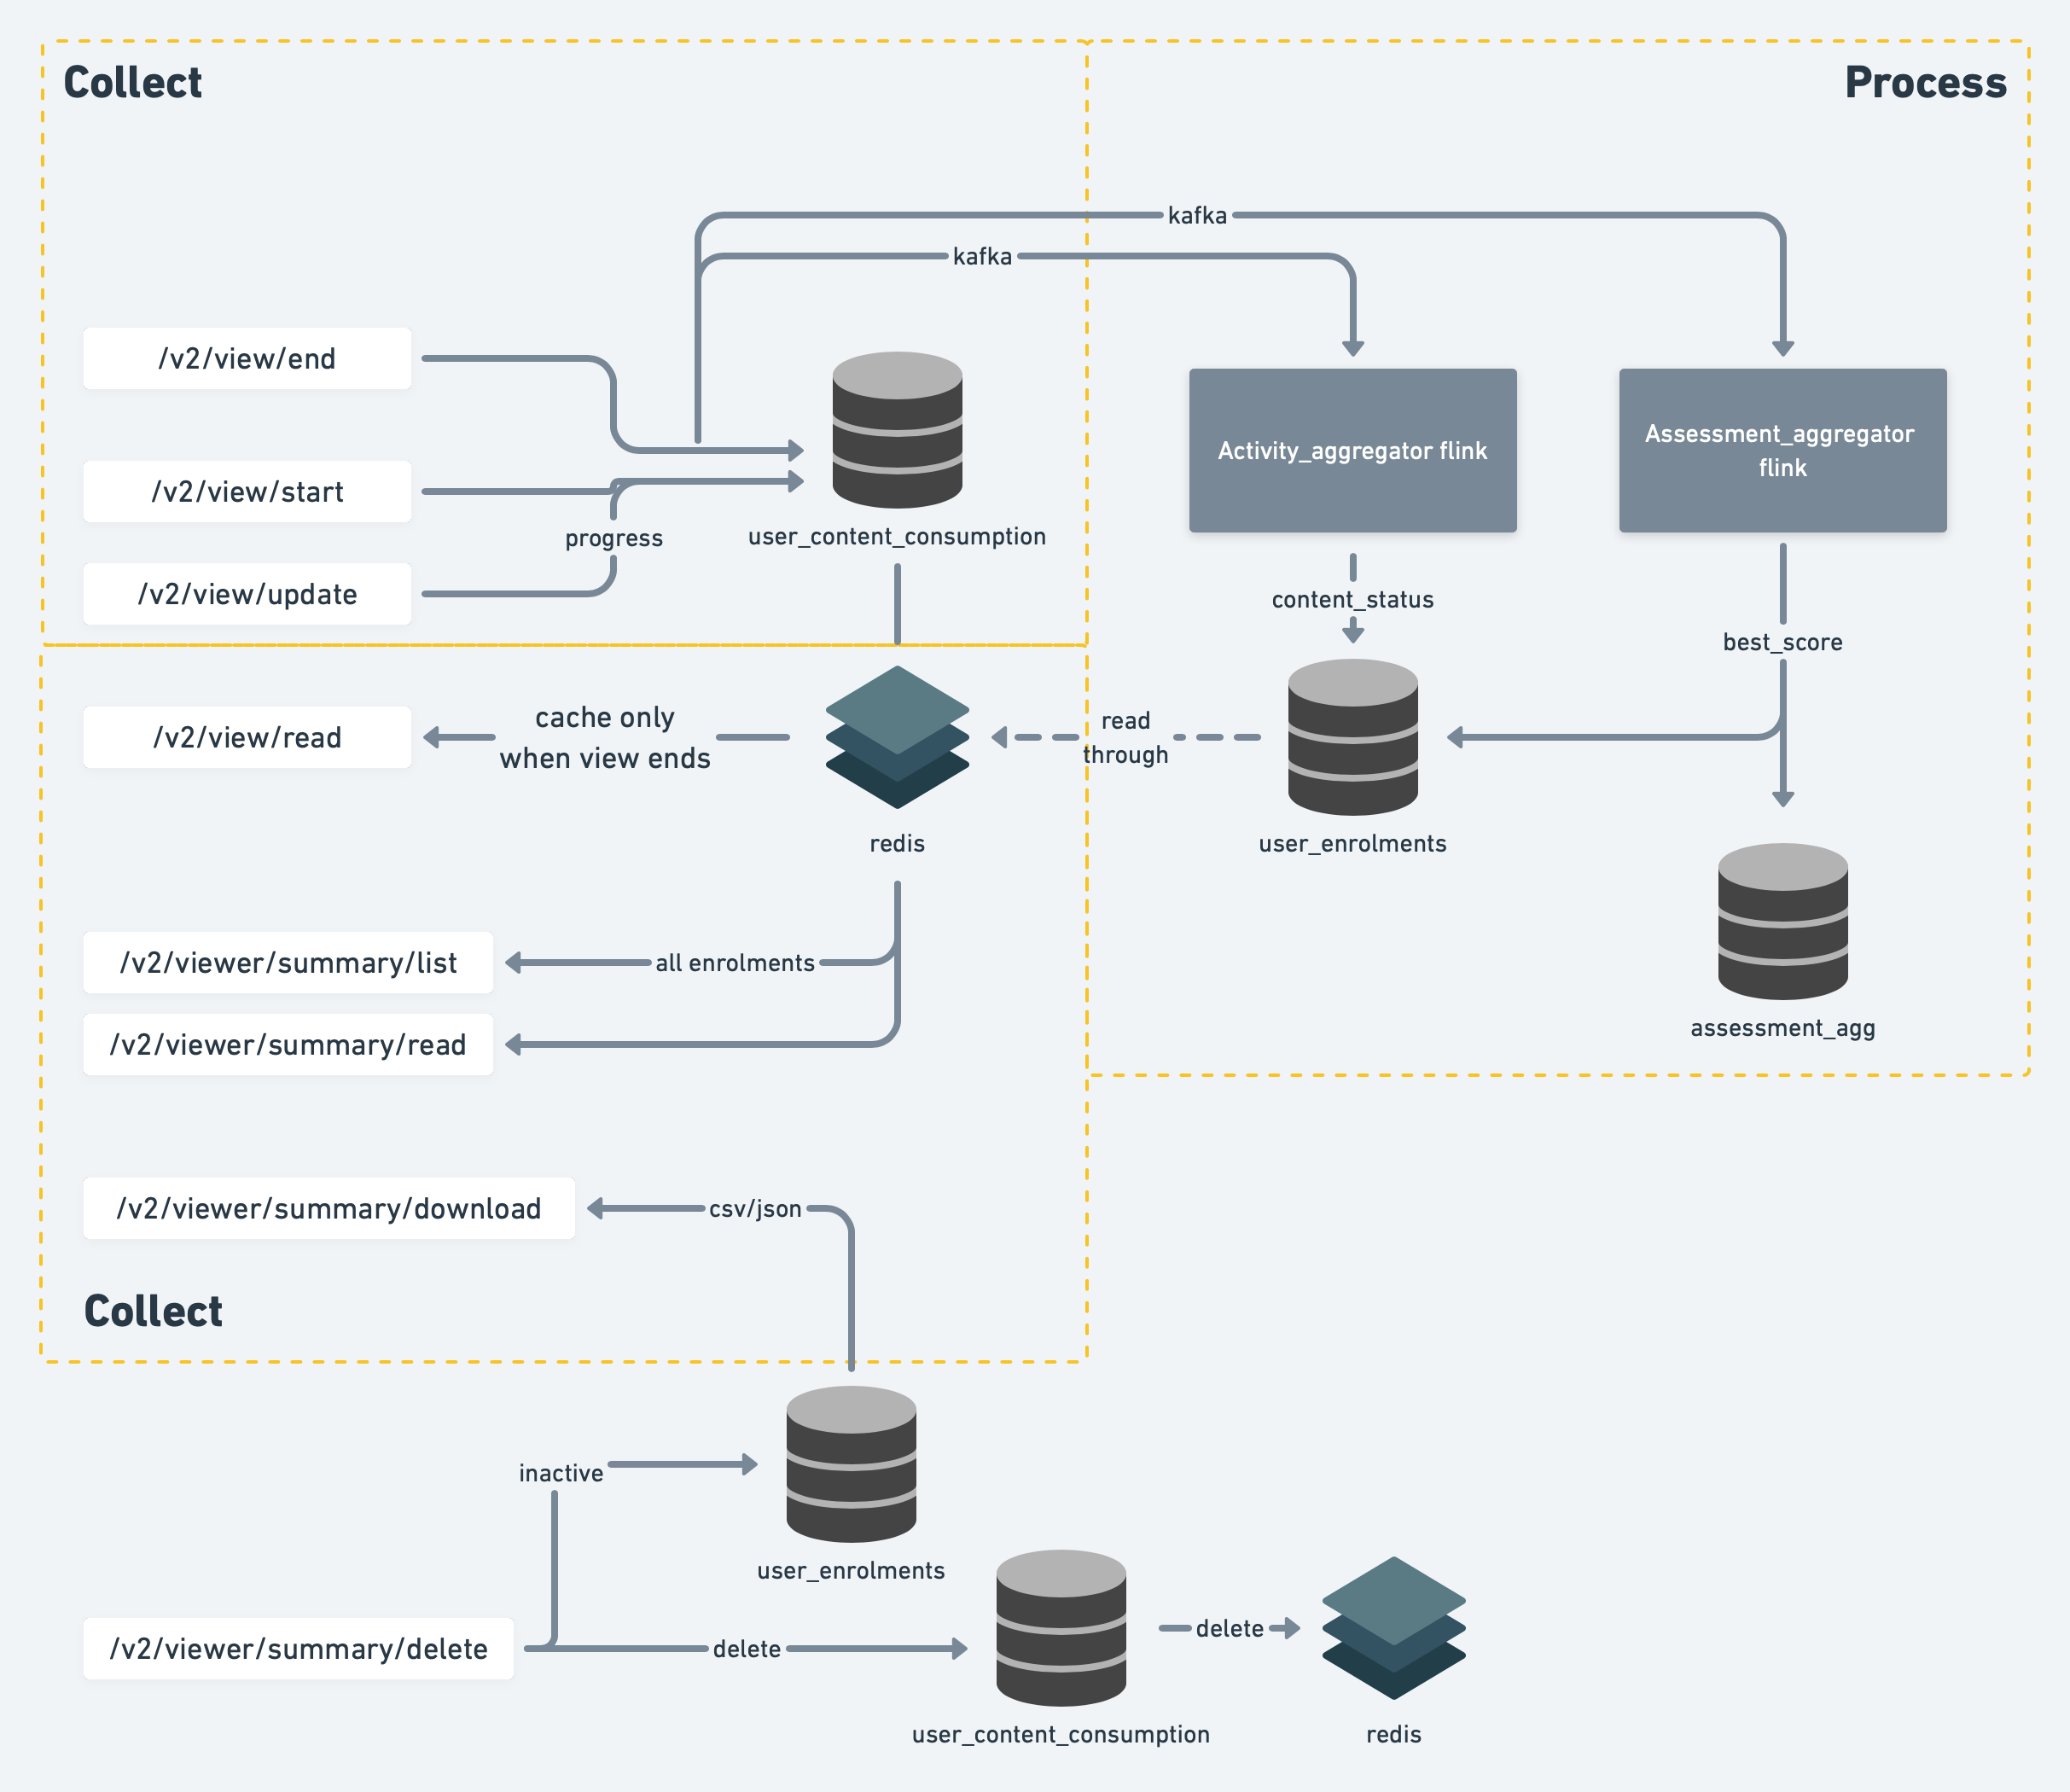 Collect
Process
kafka
kafka
/v2/view/end
/v2/view/start
progress
/v2/view/update
user_content_consumption
Activity_aggregator flink
Assessment_aggregator
flink
content_status
best_score
/v2/view/read
cache only
when view ends
redis
read
through
user_enrolments
assessment_agg
/v2/viewer/summary/list
all enrolments
/v2/viewer/summary/read
/v2/viewer/summary/download
csv/json
Collect
inactive
user_enrolments
/v2/viewer/summary/delete
delete
user_content_consumption
delete
redis